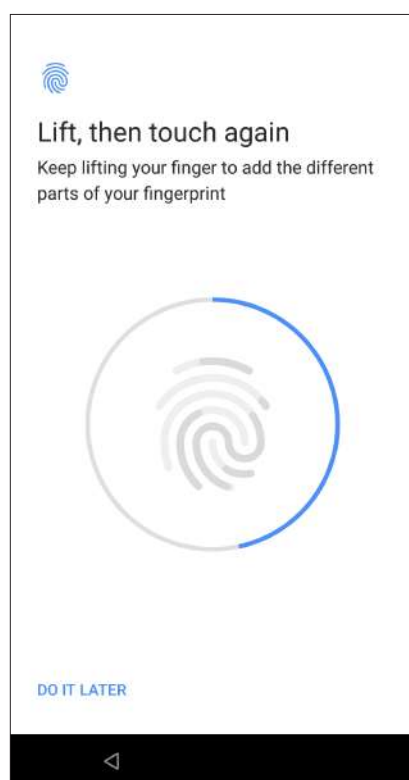 Lift, then touch again
Keep lifting your finger to add the different
parts of your fingerprint
DO IT LATER